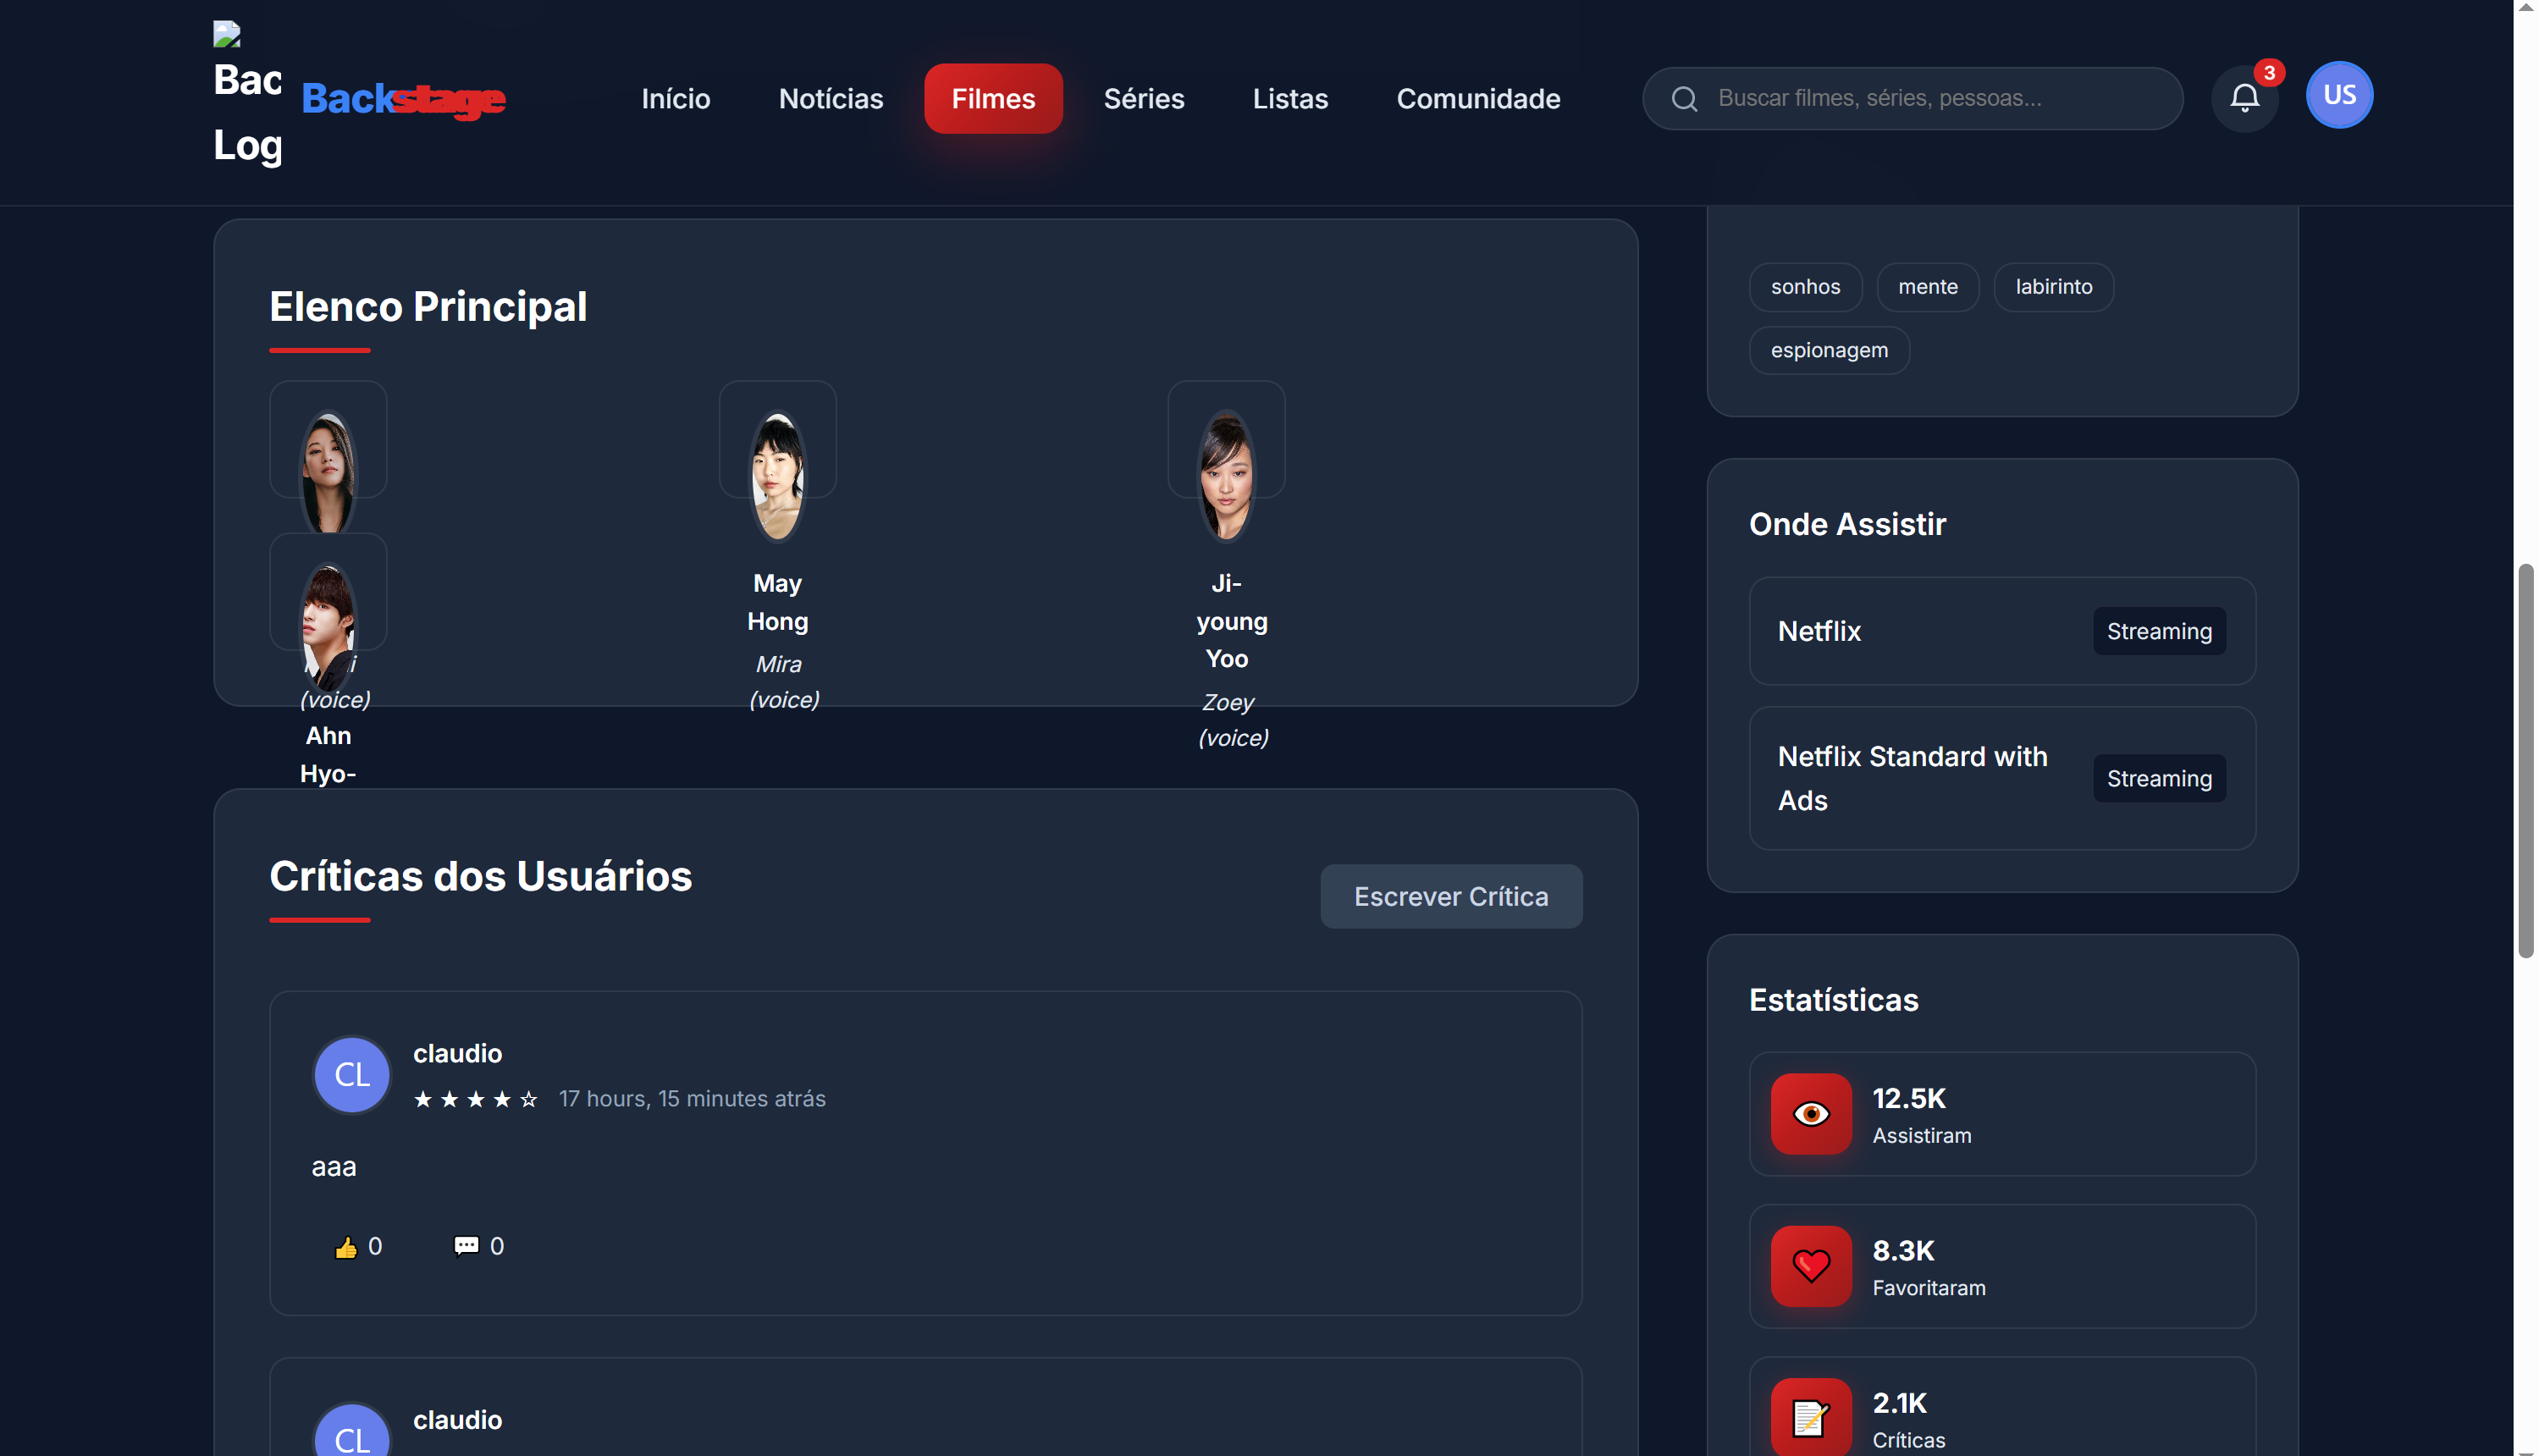 Bac
Log
Backstage
Início
Notícias
Filmes
Séries
Listas
Comunidade
Buscar filmes, séries, pessoas...
3
US
Elenco Principal
(voice)
Ahn
Hyo-
May
Hong
Mira
(voice)
Ji-
young
Yoo
Zoey
(voice)
Críticas dos Usuários
Escrever Crítica
CL
claudio
★ ★ ★ ★ ☆ 17 hours, 15 minutes atrás
aaa
👍 0
💬 0
CL
claudio
sonhos
mente
labirinto
espionagem
Onde Assistir
Netflix
Streaming
Netflix Standard with
Ads
Streaming
Estatísticas
12.5K
Assistiram
8.3K
Favoritaram
2.1K
Críticas